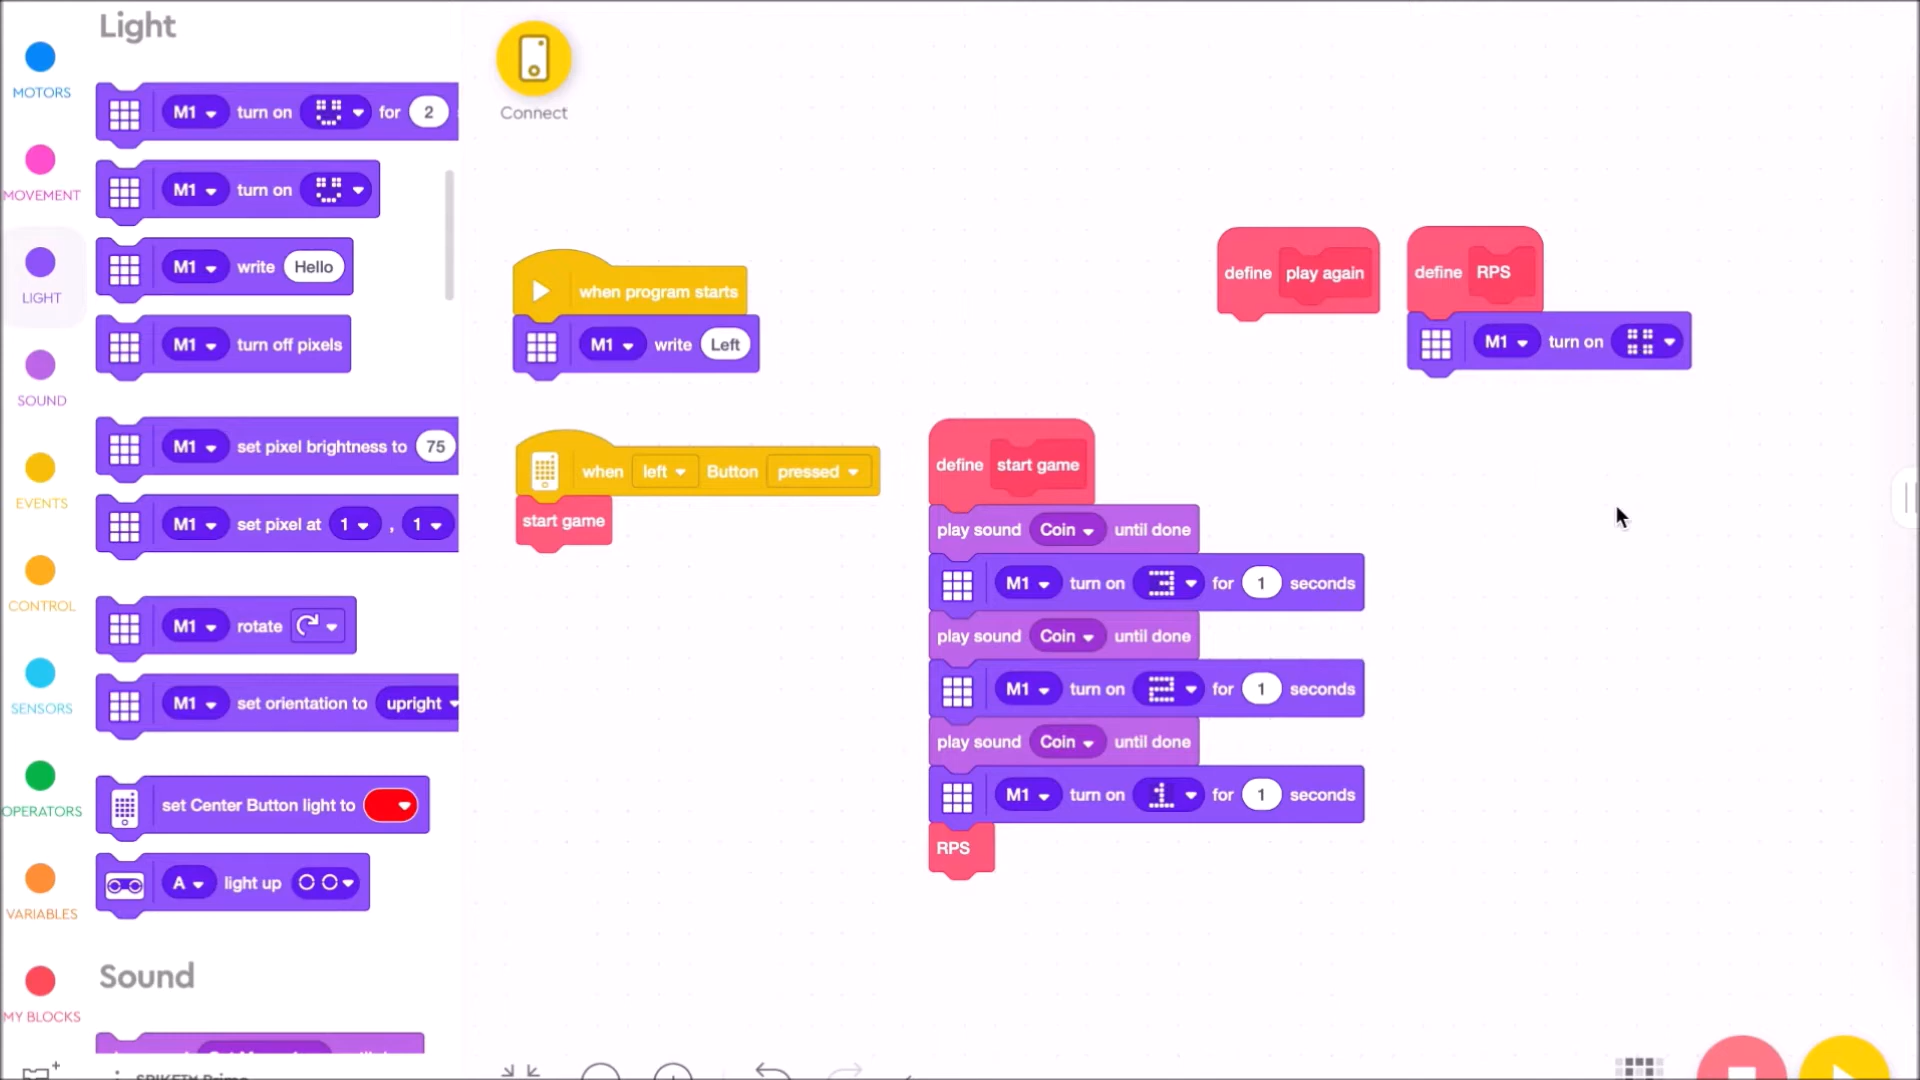 Light
MOTORS
MOVEMENT
LIGHT
SOUND
EVENTS
CONTROL
SENSORS
OPERATORS
VARIABLES
MY BLOCKS
M1 turn on for 2
M1 turn on
M1 write Hello
M1 turn off pixels
M1 set pixel brightness to 75
M1 set pixel at 1 , 1
M1 rotate
M1 set orientation to upright
set Center Button light to
A light up
Sound
Connect
when program starts
M1 write Left
when left Button pressed
start game
define start game
play sound Coin until done
M1 turn on for 1 seconds
play sound Coin until done
M1 turn on for 1 seconds
play sound Coin until done
M1 turn on for 1 seconds
RPS
define play again
define RPS
M1 turn on